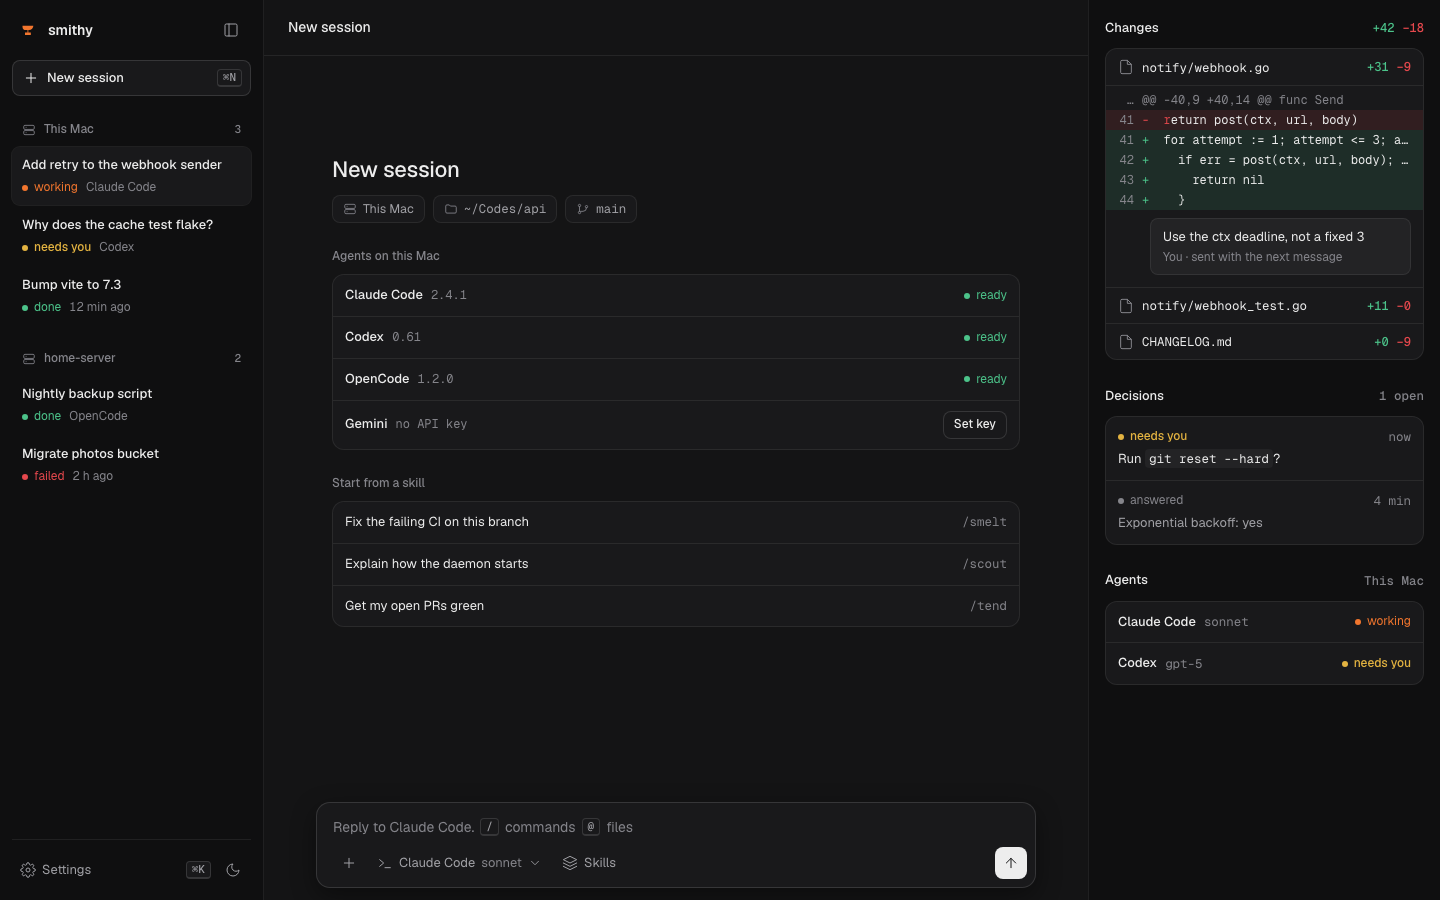 smithy
New session ⌘N
This Mac 3
Add retry to the webhook sender
working Claude Code
Why does the cache test flake?
needs you Codex
Bump vite to 7.3
done 12 min ago
home-server 2
Nightly backup script
done OpenCode
Migrate photos bucket
failed 2 h ago
Settings ⌘K
New session
New session
This Mac ~/Codes/api main
Agents on this Mac
Claude Code 2.4.1 ready
Codex 0.61 ready
OpenCode 1.2.0 ready
Gemini no API key Set key
Start from a skill
Fix the failing CI on this branch /smelt
Explain how the daemon starts /scout
Get my open PRs green /tend
Reply to Claude Code. / commands @ files
Claude Code sonnet Skills
Changes +42 −18
notify/webhook.go +31 −9
… @@ -40,9 +40,14 @@ func Send
41 - return post(ctx, url, body)
41 + for attempt := 1; attempt <= 3; a…
42 + if err = post(ctx, url, body); …
43 + return nil
44 + }
Use the ctx deadline, not a fixed 3
You · sent with the next message
notify/webhook_test.go +11 −0
CHANGELOG.md +0 −9
Decisions 1 open
needs you now
Run git reset --hard?
answered 4 min
Exponential backoff: yes
Agents This Mac
Claude Code sonnet working
Codex gpt-5 needs you